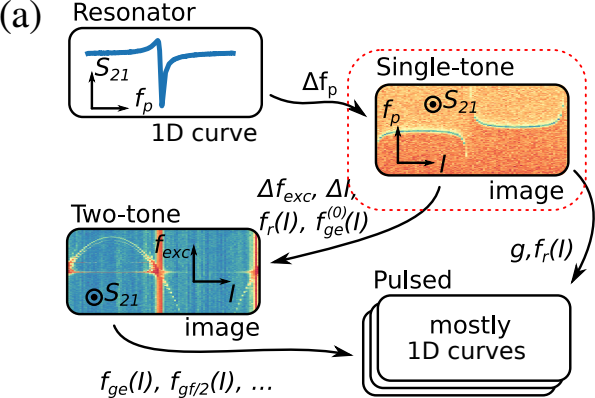 (a)
Resonator
S21
fp
1D curve
Δfp
Single-tone
S21
fp
I
image
Δfexc, ΔI,
fr(I), fge(0)(I)
Two-tone
fexc
I
S21
image
g,fr(I)
Pulsed
mostly
1D curves
fge(I), fgf/2(I), ...